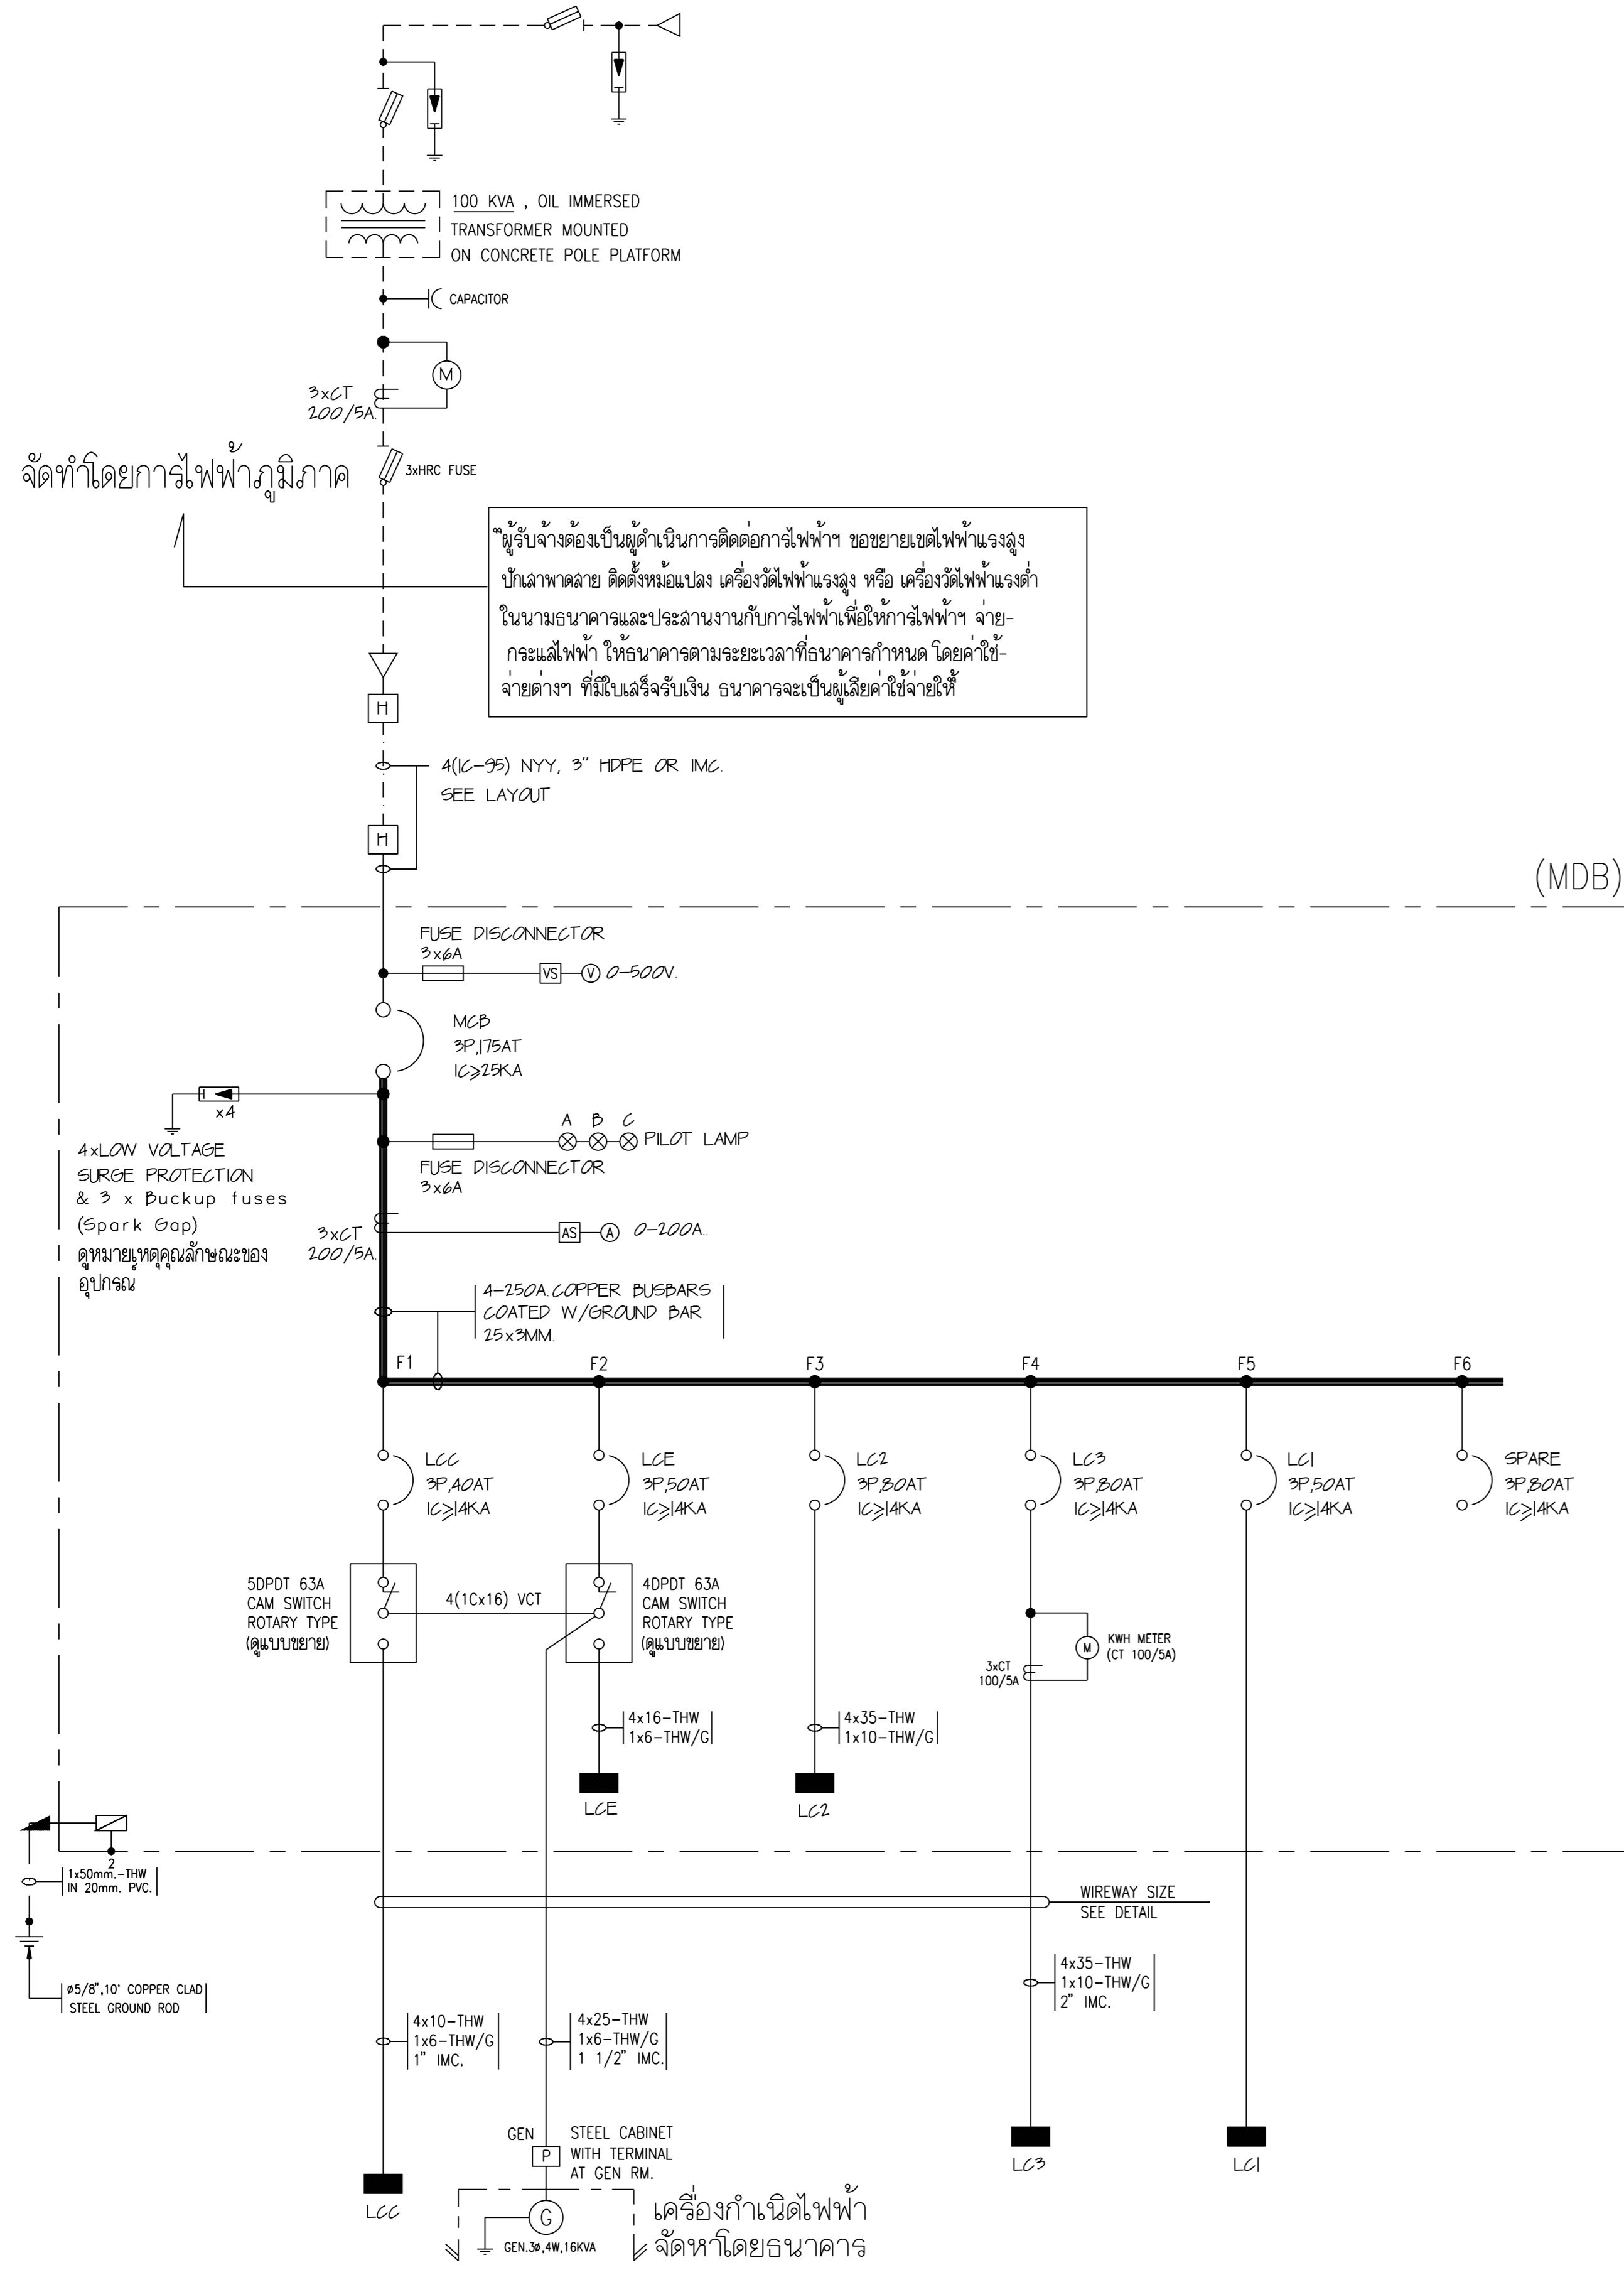 100 KVA , OIL IMMERSED
TRANSFORMER MOUNTED
ON CONCRETE POLE PLATFORM
CAPACITOR
M
3xCT
200/5A.
จัดทำโดยการไฟฟ้าภูมิภาค
3xHRC FUSE
ผู้รับจ้างต้องเป็นผู้ดำเนินการติดต่อการไฟฟ้าฯ ขอขยายเขตไฟฟ้าแรงสูง
ปักเสาพาดสาย ติดตั้งหม้อแปลง เครื่องวัดไฟฟ้าแรงสูง หรือ เครื่องวัดไฟฟ้าแรงต่ำ
ในนามธนาคารและประสานงานกับการไฟฟ้าเพื่อให้การไฟฟ้าฯ จ่าย-
กระแสไฟฟ้า ให้ธนาคารตามระยะเวลาที่ธนาคารกำหนด โดยค่าใช้-
จ่ายต่างๆ ที่มีใบเสร็จรับเงิน ธนาคารจะเป็นผู้เสียค่าใช้จ่ายให้
H
4(1C-95) NYY, 3" HDPE OR IMC.
SEE LAYOUT
H
(MDB)
FUSE DISCONNECTOR
3x6A
VS V 0-500V.
MCB
3P,175AT
IC≥25KA
x4
4xLOW VOLTAGE
SURGE PROTECTION
& 3 x Buckup fuses
(Spark Gap)
ดูหมายเหตุคุณลักษณะของ
อุปกรณ์
A B C
PILOT LAMP
FUSE DISCONNECTOR
3x6A
3xCT
200/5A.
AS A 0-200A..
4-250A.COPPER BUSBARS
COATED W/GROUND BAR
25x3MM.
F1 F2 F3 F4 F5 F6
LCC
3P,40AT
IC≥14KA
LCE
3P,50AT
IC≥14KA
LC2
3P,80AT
IC≥14KA
LC3
3P,80AT
IC≥14KA
LC1
3P,50AT
IC≥14KA
SPARE
3P,80AT
IC≥14KA
5DPDT 63A
CAM SWITCH
ROTARY TYPE
(ดูแบบขยาย)
4(1Cx16) VCT
4DPDT 63A
CAM SWITCH
ROTARY TYPE
(ดูแบบขยาย)
M
KWH METER
(CT 100/5A)
3xCT
100/5A
4x16-THW
1x6-THW/G
LCE
4x35-THW
1x10-THW/G
LC2
2
1x50mm.-THW
IN 20mm. PVC.
ø5/8",10' COPPER CLAD
STEEL GROUND ROD
WIREWAY SIZE
SEE DETAIL
4x35-THW
1x10-THW/G
2" IMC.
4x10-THW
1x6-THW/G
1" IMC.
4x25-THW
1x6-THW/G
1 1/2" IMC.
GEN
P
STEEL CABINET
WITH TERMINAL
AT GEN RM.
LC3
LC1
LCC
G
GEN.3ø,4W,16KVA
เครื่องกำเนิดไฟฟ้า
จัดหาโดยธนาคาร